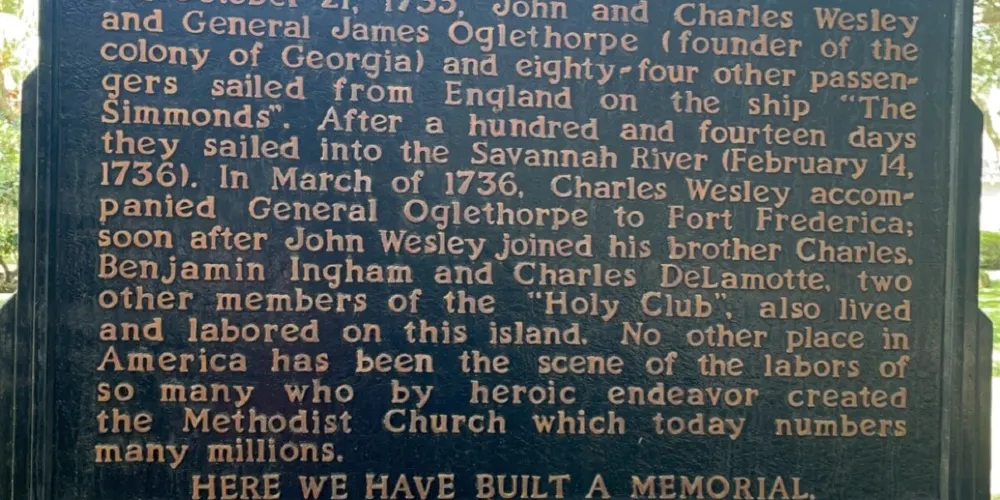 October 21, 1735, John and Charles Wesley
and General James Oglethorpe (founder of the
colony of Georgia) and eighty-four other passen-
gers sailed from England on the ship "The
Simmonds". After a hundred and fourteen days
they sailed into the Savannah River (February 14,
1736). In March of 1736, Charles Wesley accom-
panied General Oglethorpe to Fort Frederica;
soon after John Wesley joined his brother Charles.
Benjamin Ingham and Charles DeLamotte, two
other members of the "Holy Club", also lived
and labored on this island. No other place in
America has been the scene of the labors of
so many who by heroic endeavor created
the Methodist Church which today numbers
many millions.
HERE WE HAVE BUILT A MEMORIAL.